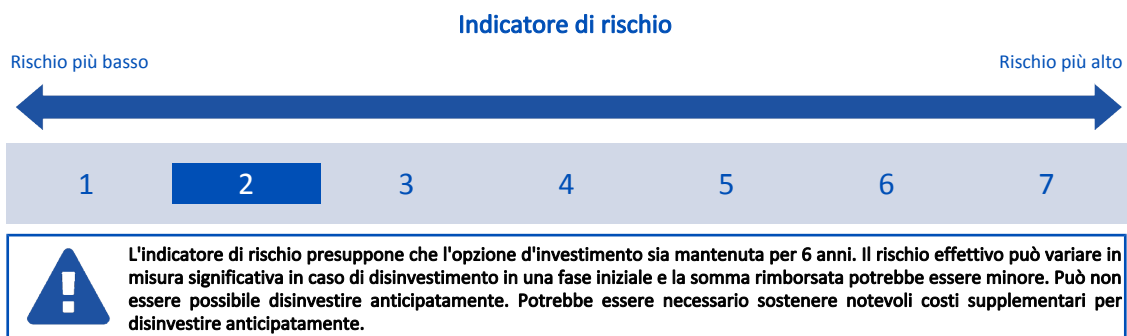 Indicatore di rischio
Rischio più basso
Rischio più alto
1 2 3 4 5 6 7
L'indicatore di rischio presuppone che l'opzione d'investimento sia mantenuta per 6 anni. Il rischio effettivo può variare in
misura significativa in caso di disinvestimento in una fase iniziale e la somma rimborsata potrebbe essere minore. Può non
essere possibile disinvestire anticipatamente. Potrebbe essere necessario sostenere notevoli costi supplementari per
disinvestire anticipatamente.